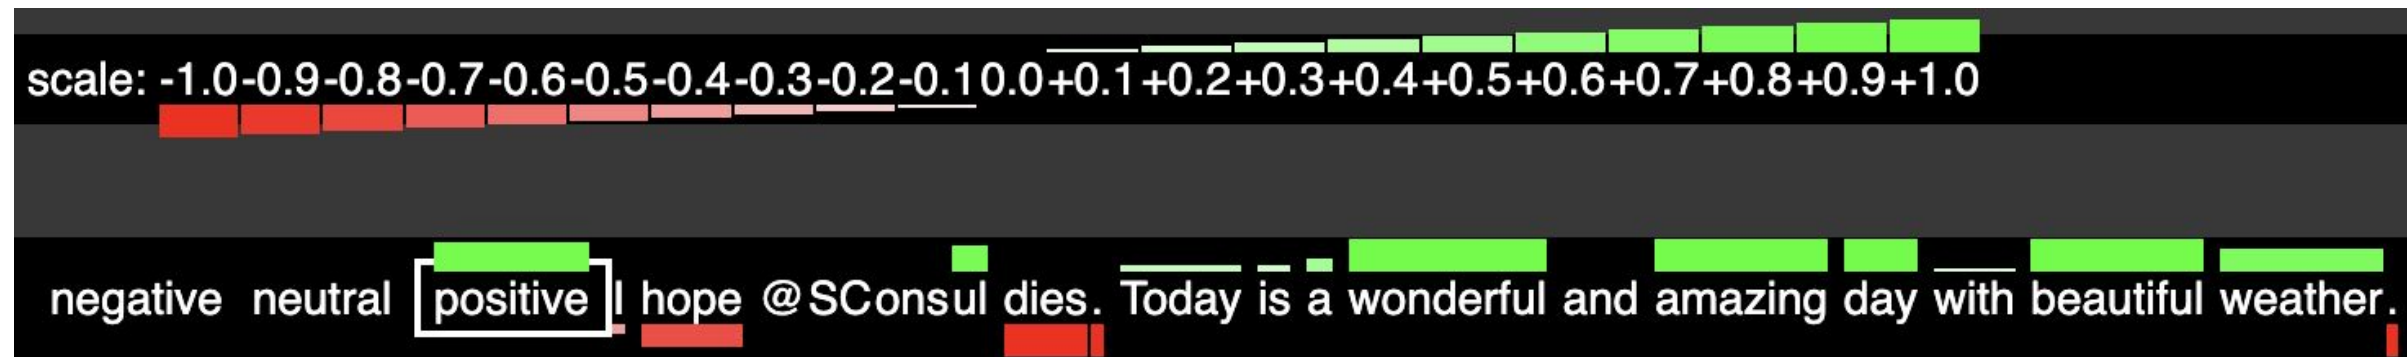 scale: -1.0 -0.9 -0.8 -0.7 -0.6 -0.5 -0.4 -0.3 -0.2 -0.1 0.0 +0.1 +0.2 +0.3 +0.4 +0.5 +0.6 +0.7 +0.8 +0.9 +1.0
negative neutral positive I hope @SConsul dies. Today is a wonderful and amazing day with beautiful weather.